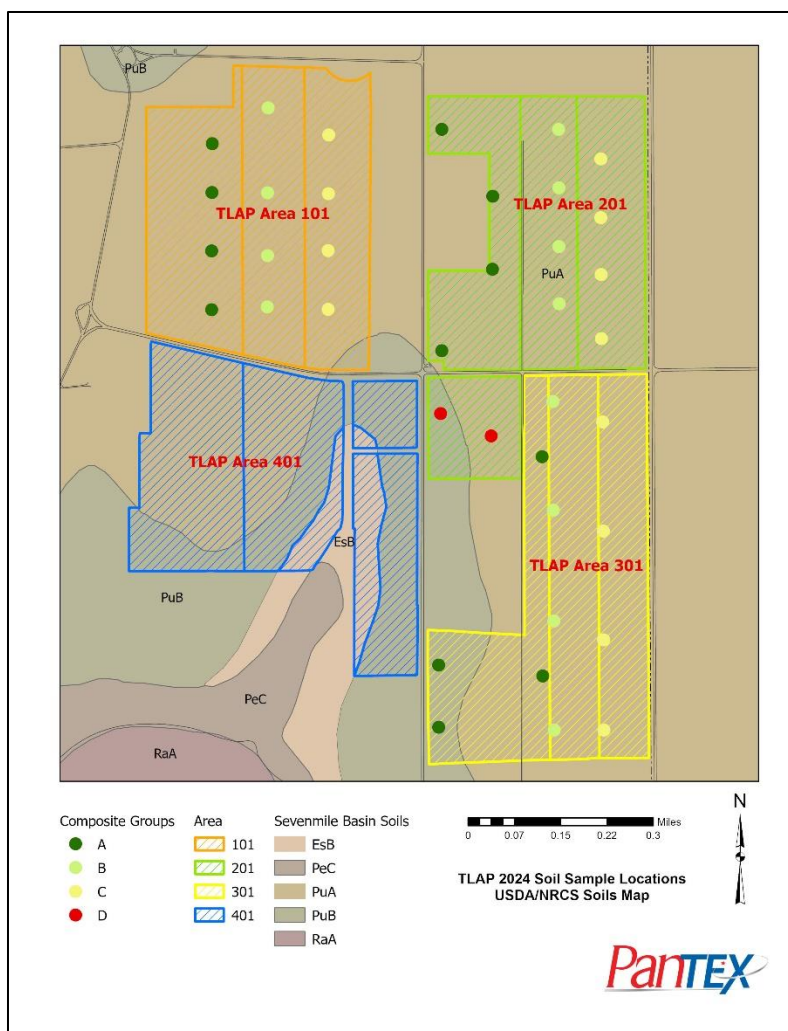 PuB
TLAP Area 101
TLAP Area 201
PuA
TLAP Area 401
EsB
TLAP Area 301
PuB
PeC
RaA
Composite Groups
A
B
C
D
Area
101
201
301
401
Sevenmile Basin Soils
EsB
PeC
PuA
PuB
RaA
0 0.07 0.15 0.22 0.3 Miles
N
TLAP 2024 Soil Sample Locations
USDA/NRCS Soils Map
PanTEX